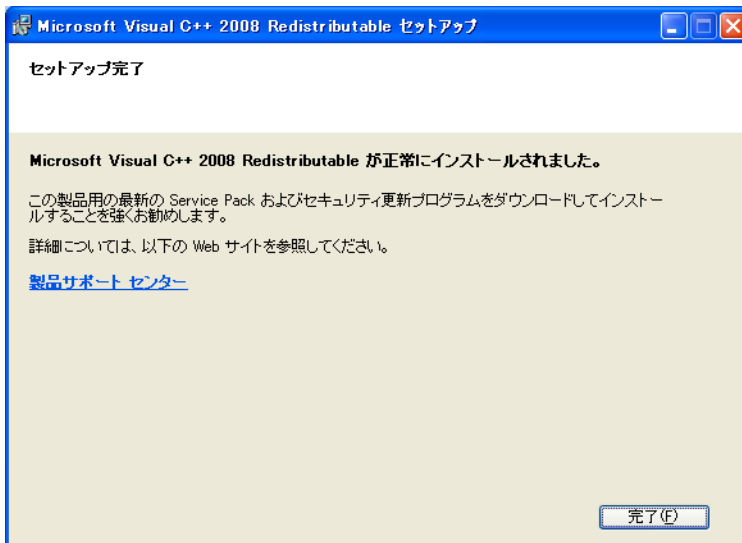 Microsoft Visual C++ 2008 Redistributable セットアップ
セットアップ完了
Microsoft Visual C++ 2008 Redistributable が正常にインストールされました。
この製品用の最新の Service Pack およびセキュリティ更新プログラムをダウンロードしてインストー
ルすることを強くお勧めします。
詳細については、以下の Web サイトを参照してください。
製品サポート センター
完了(F)